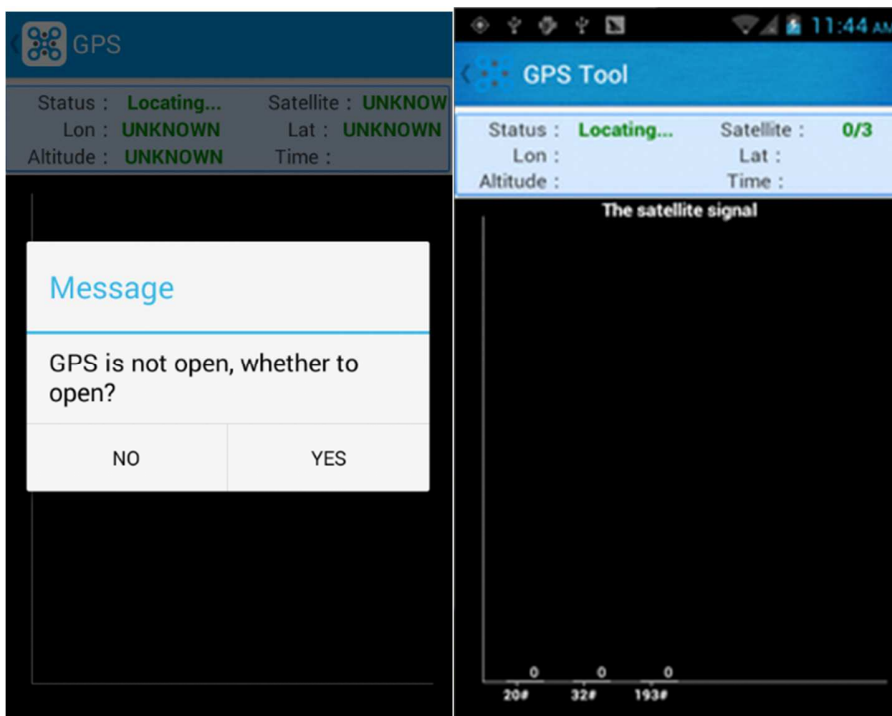 GPS
Status : Locating... Satellite : UNKNOW
Lon : UNKNOWN Lat : UNKNOWN
Altitude : UNKNOWN Time :
Message
GPS is not open, whether to
open?
NO YES
11:44 AM
GPS Tool
Status : Locating... Satellite : 0/3
Lon : Lat :
Altitude : Time :
The satellite signal
0 0 0
20# 32# 193#